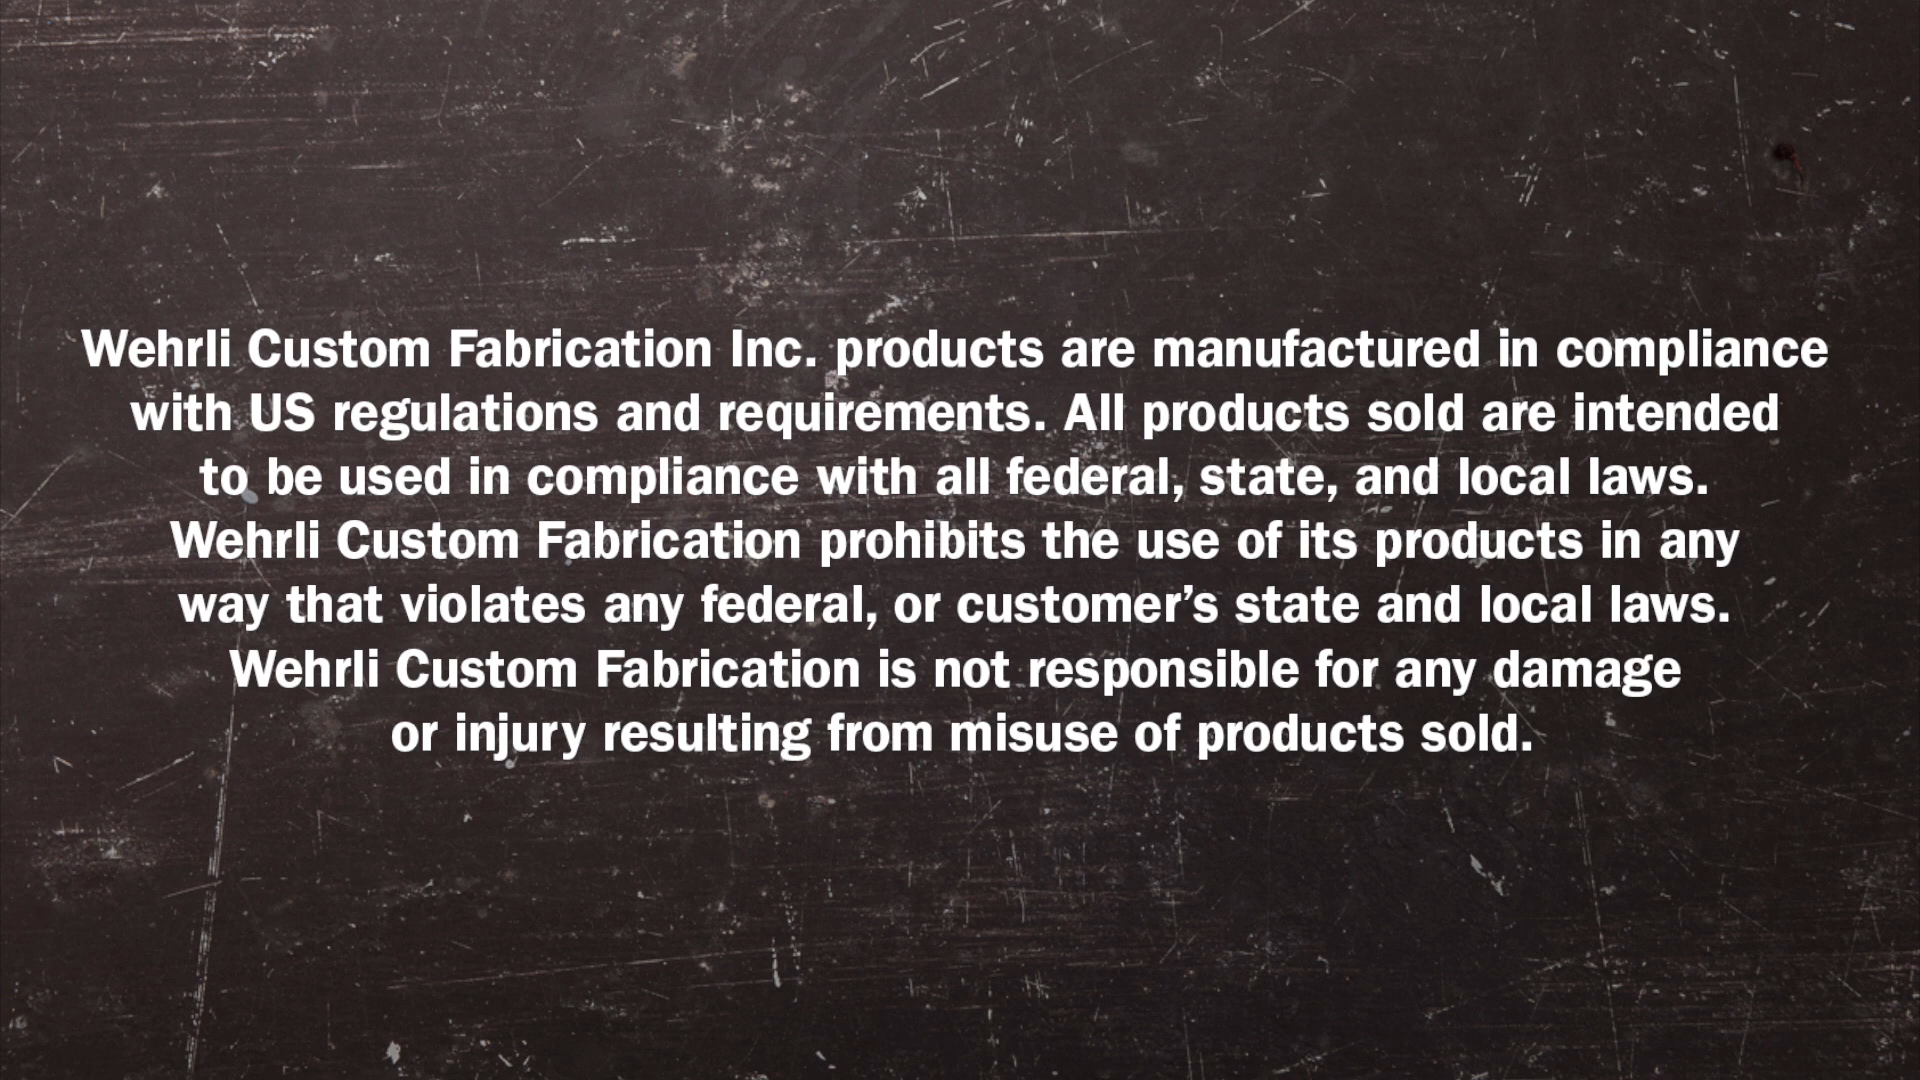 Wehrli Custom Fabrication Inc. products are manufactured in compliance
with US regulations and requirements. All products sold are intended
to be used in compliance with all federal, state, and local laws.
Wehrli Custom Fabrication prohibits the use of its products in any
way that violates any federal, or customer’s state and local laws.
Wehrli Custom Fabrication is not responsible for any damage
or injury resulting from misuse of products sold.